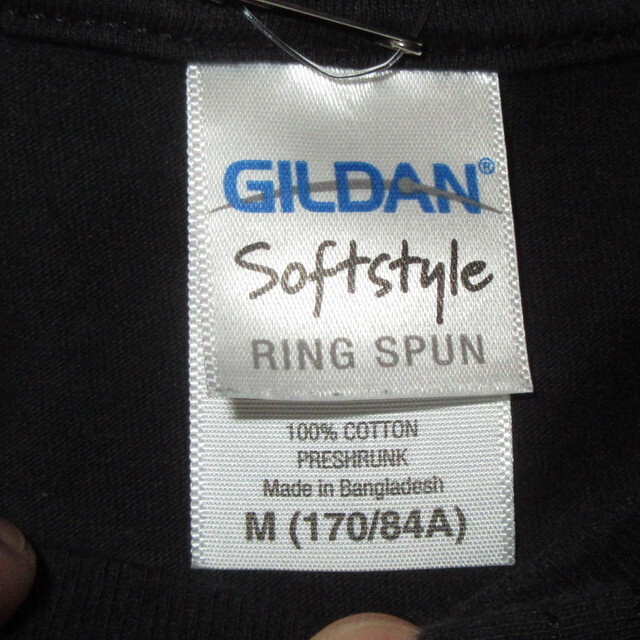 GILDAN®
Softstyle
RING SPUN
100% COTTON
PRESHRUNK
Made in Bangladesh
M (170/84A)